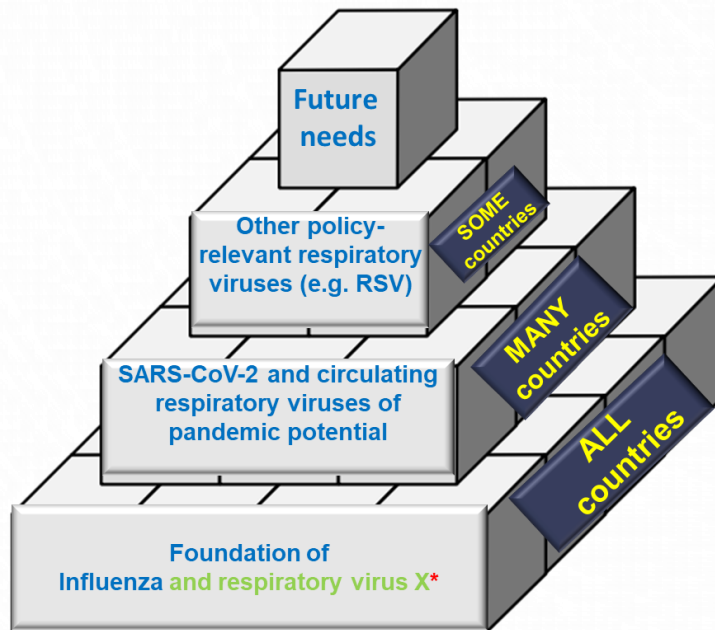 Future
needs
Other policy-
relevant respiratory
viruses (e.g. RSV)
SOME
countries
SARS-CoV-2 and circulating
respiratory viruses of
pandemic potential
MANY
countries
Foundation of
Influenza and respiratory virus X*
ALL
countries